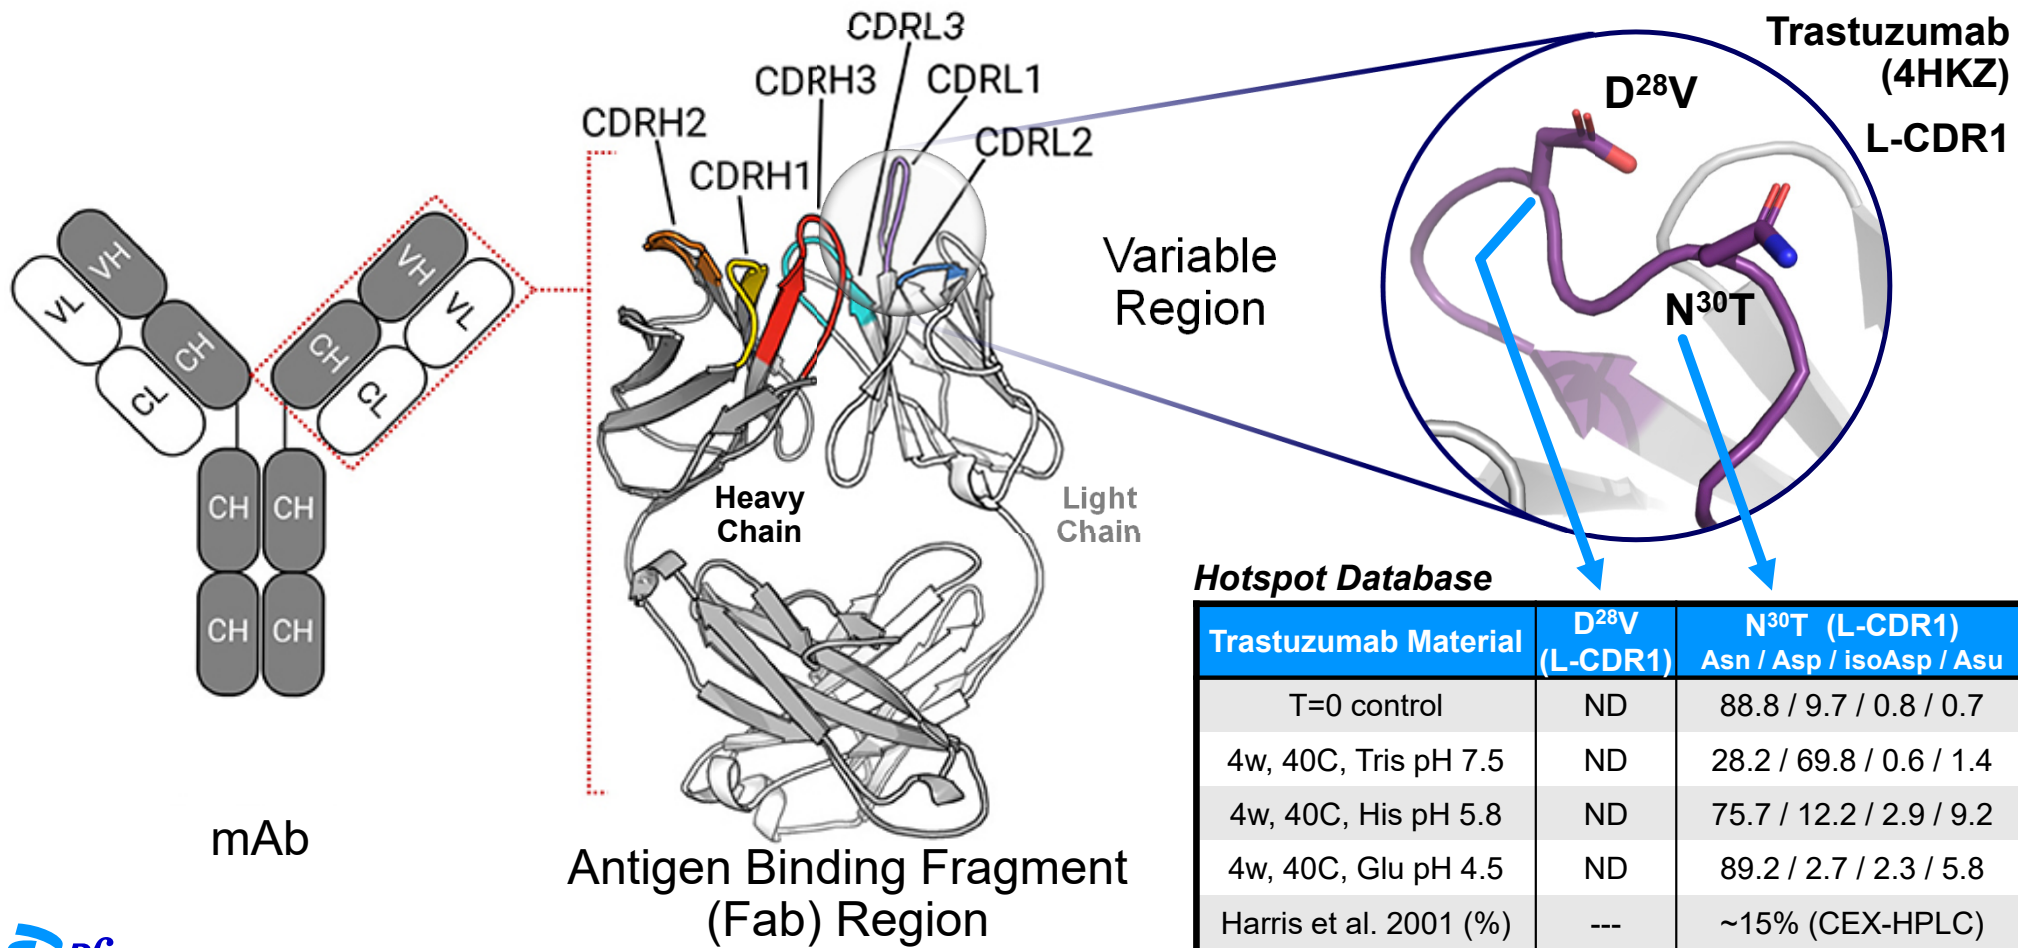 CDRL3
CDRH3
CDRL1
CDRH2
CDRL2
CDRH1
Trastuzumab
(4HKZ)
L-CDR1
D²⁸V
N³⁰T
Variable
Region
VH
VL
CH
CL
VH
VL
CH
CL
CH CH
CH CH
mAb
Heavy
Chain
Light
Chain
Antigen Binding Fragment
(Fab) Region
Hotspot Database
Trastuzumab Material D²⁸V (L-CDR1) N³⁰T (L-CDR1) Asn / Asp / isoAsp / Asu
T=0 control ND 88.8 / 9.7 / 0.8 / 0.7
4w, 40C, Tris pH 7.5 ND 28.2 / 69.8 / 0.6 / 1.4
4w, 40C, His pH 5.8 ND 75.7 / 12.2 / 2.9 / 9.2
4w, 40C, Glu pH 4.5 ND 89.2 / 2.7 / 2.3 / 5.8
Harris et al. 2001 (%) --- ~15% (CEX-HPLC)